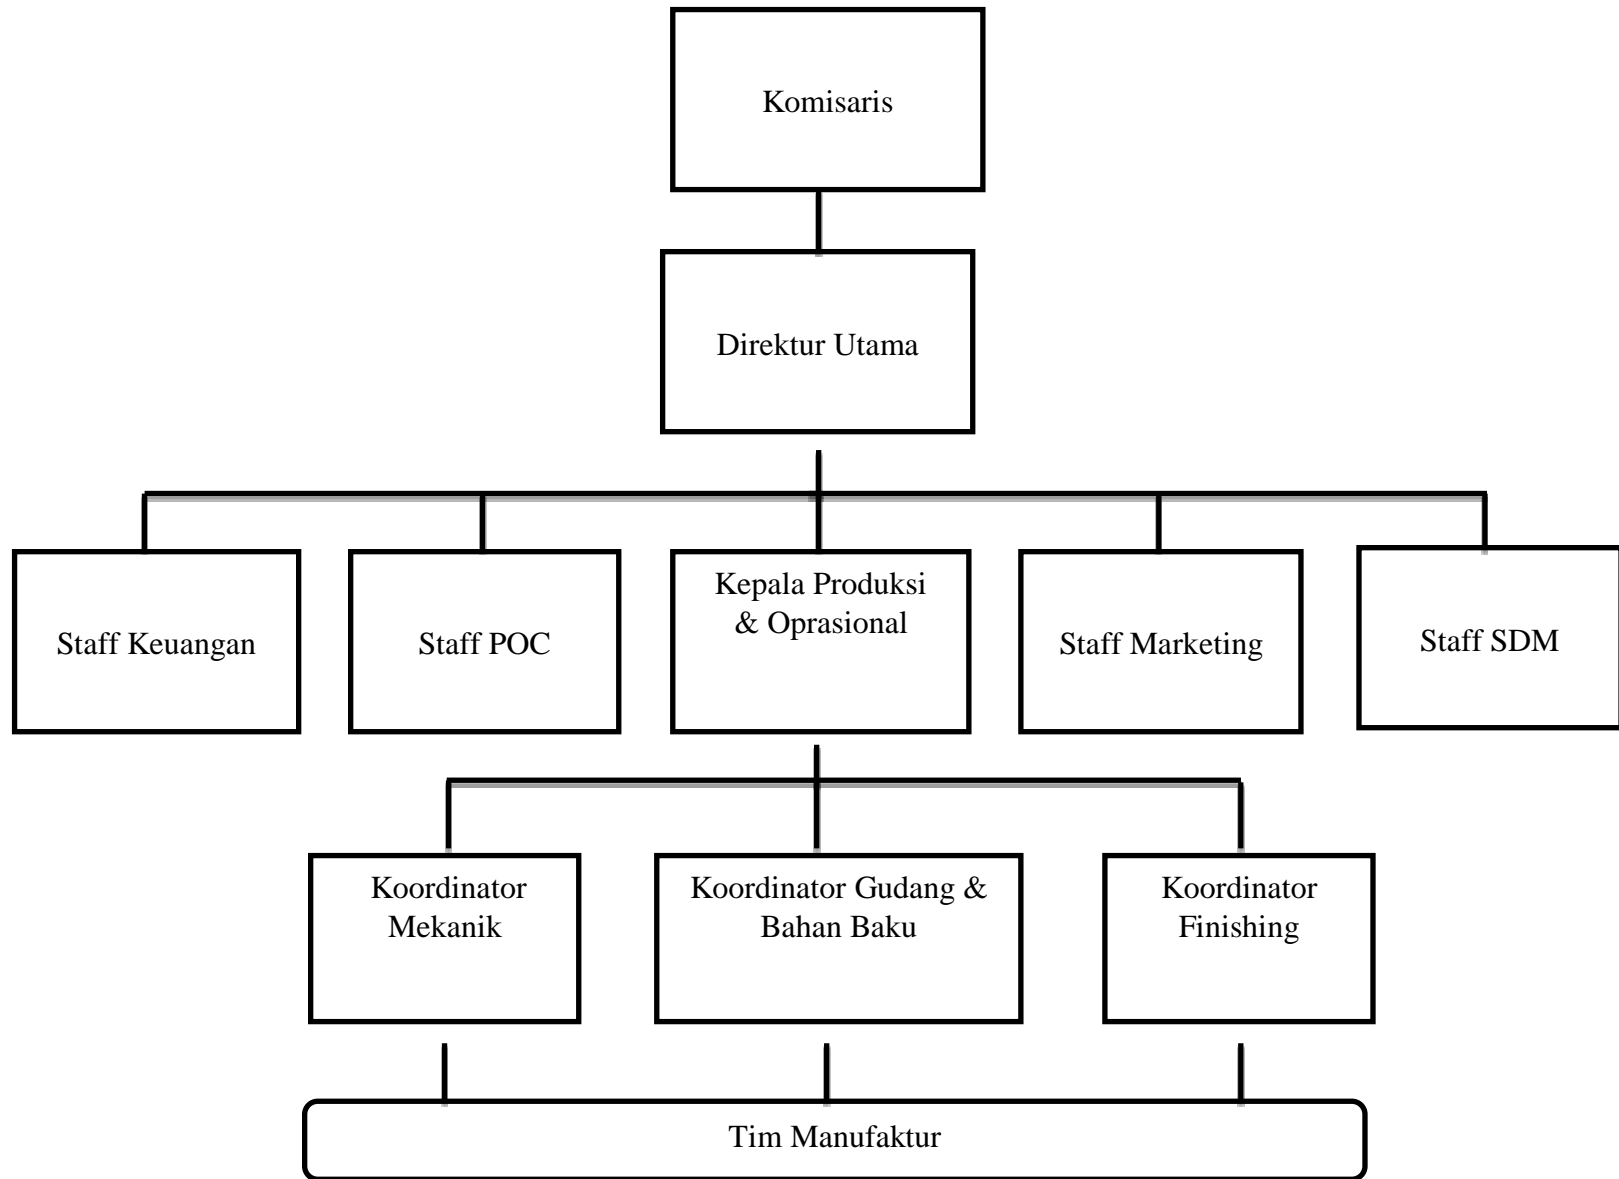 Komisaris
Direktur Utama
Staff Keuangan
Staff POC
Kepala Produksi
& Oprasional
Staff Marketing
Staff SDM
Koordinator
Mekanik
Koordinator Gudang &
Bahan Baku
Koordinator
Finishing
Tim Manufaktur